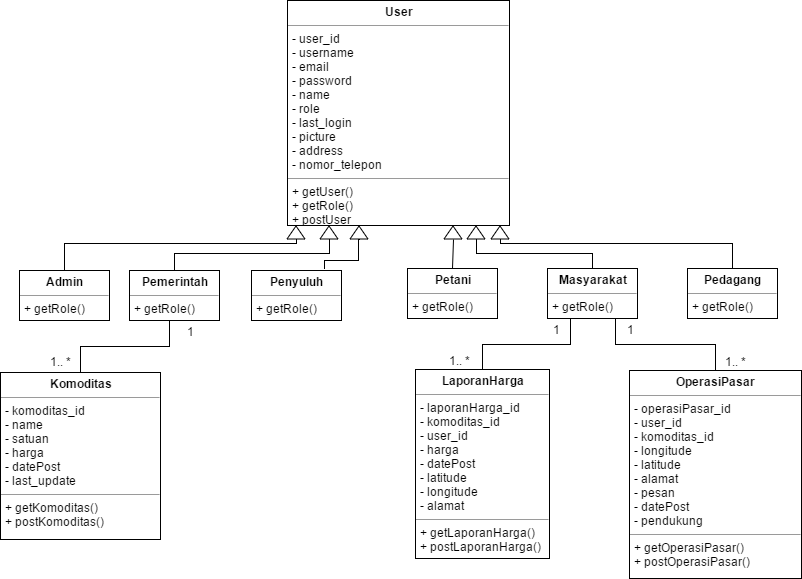 User
- user_id
- username
- email
- password
- name
- role
- last_login
- picture
- address
- nomor_telepon
+ getUser()
+ getRole()
+ postUser
Admin
+ getRole()
Pemerintah
+ getRole()
Penyuluh
+ getRole()
Petani
+ getRole()
Masyarakat
+ getRole()
Pedagang
+ getRole()
1
1.. *
1
1.. *
1
1.. *
Komoditas
- komoditas_id
- name
- satuan
- harga
- datePost
- last_update
+ getKomoditas()
+ postKomoditas()
LaporanHarga
- laporanHarga_id
- komoditas_id
- user_id
- harga
- datePost
- latitude
- longitude
- alamat
+ getLaporanHarga()
+ postLaporanHarga()
OperasiPasar
- operasiPasar_id
- user_id
- komoditas_id
- longitude
- latitude
- alamat
- pesan
- datePost
- pendukung
+ getOperasiPasar()
+ postOperasiPasar()